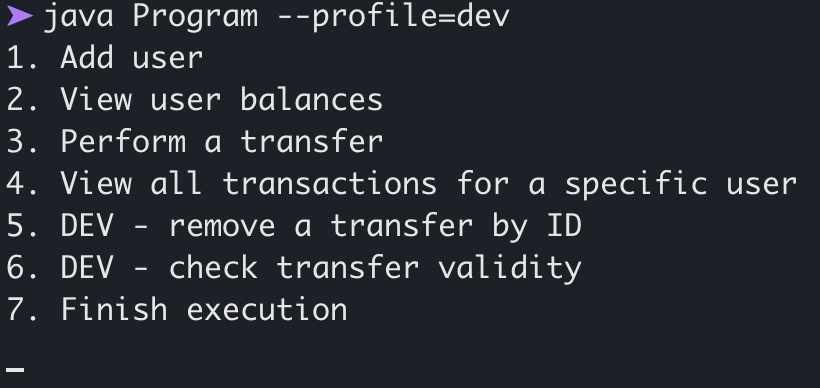 ➤ java Program --profile=dev
1. Add user
2. View user balances
3. Perform a transfer
4. View all transactions for a specific user
5. DEV - remove a transfer by ID
6. DEV - check transfer validity
7. Finish execution